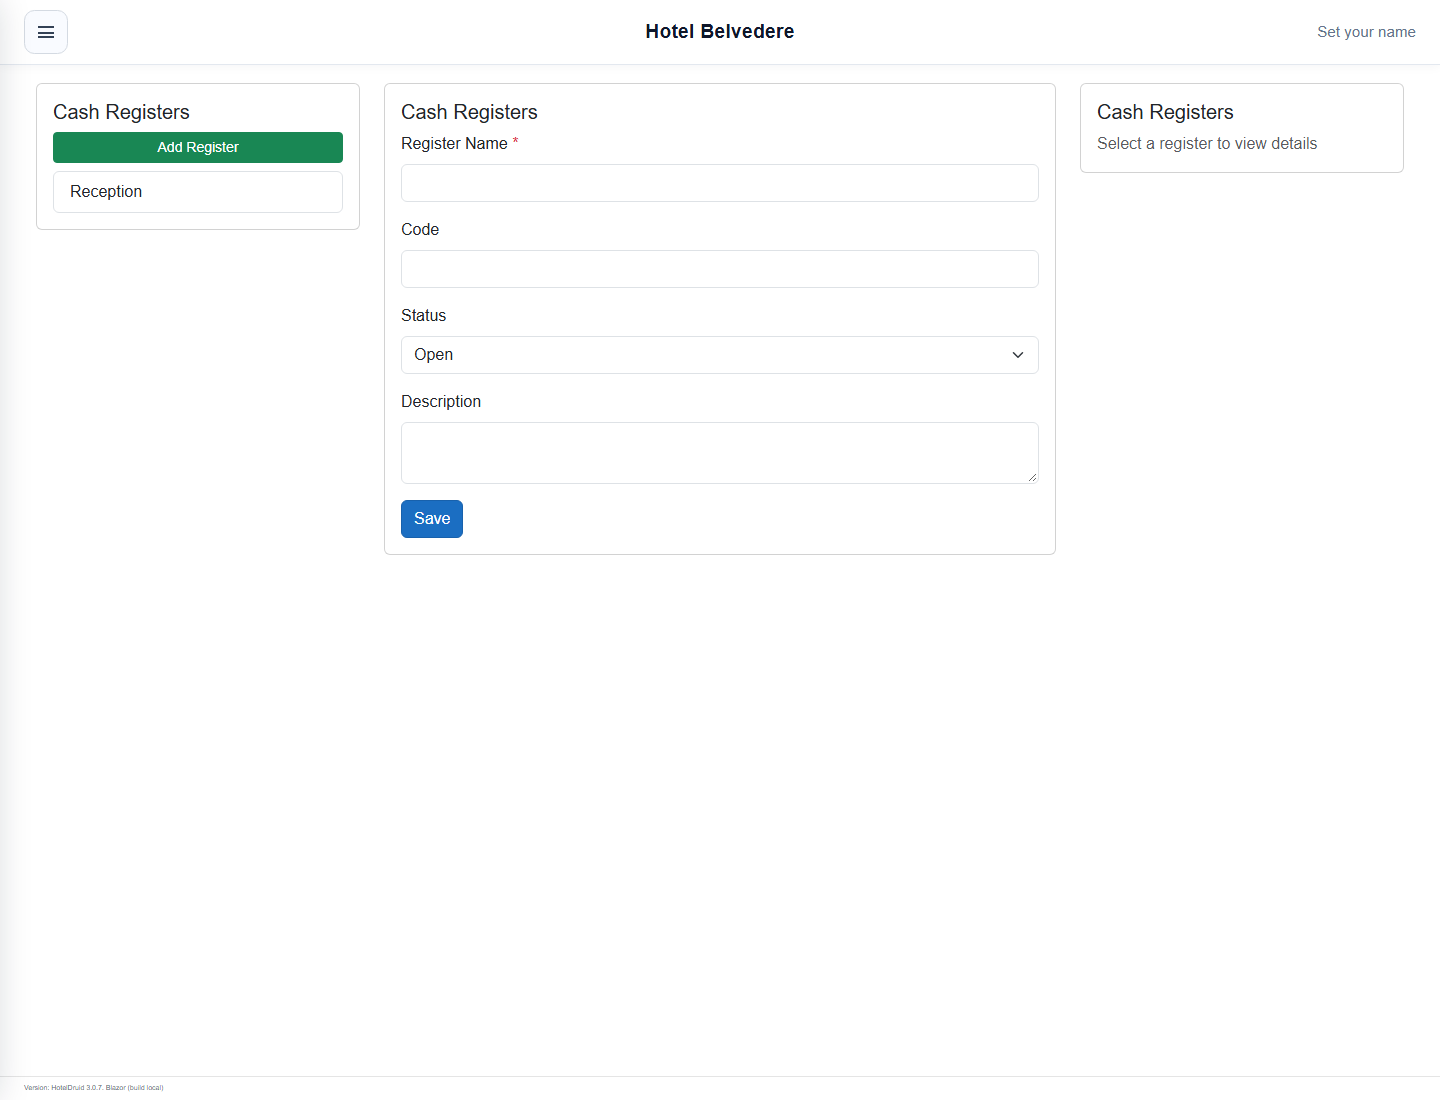 Hotel Belvedere
Set your name
Cash Registers
Add Register
Reception
Cash Registers
Register Name *
Code
Status
Open
Description
Save
Cash Registers
Select a register to view details
Version: HotelDruid 3.0.7. Blazor (build local)